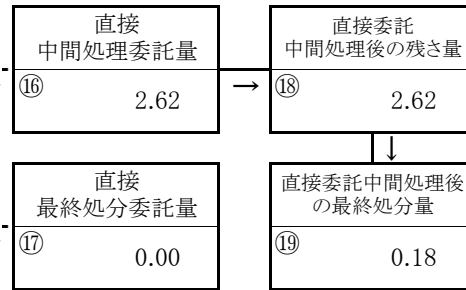 直接
中間処理委託量
⑯
2.62
→
直接委託
中間処理後の残さ量
⑱
2.62
↓
直接
最終処分委託量
⑰
0.00
直接委託中間処理後
の最終処分量
⑲
0.18